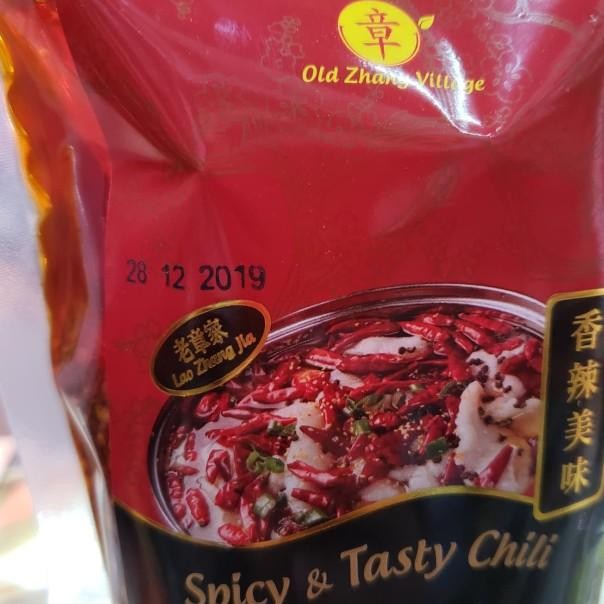 章
Old Zhang Village
28 12 2019
老章家
Lao Zhang Jia
香辣美味
Spicy & Tasty Chili